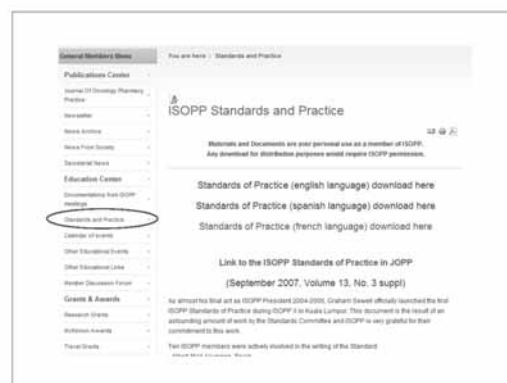 General Members Menu
You are here : Standards and Practice
Publications Center
Journal Of Oncology Pharmacy
Practice
Newsletter
News Archive
News From Society
Secretariat News
Education Center
Documentations from ISOPP
meetings
Standards and Practice
Calendar of events
Other Educational Events
Other Educational Links
Member Discussion Forum
Grants & Awards
Research Grants
McKinnon Awards
Travel Grants
ISOPP Standards and Practice
Materials and Documents are your personal use as a member of ISOPP.
Any download for distribution purposes would require ISOPP permission.
Standards of Practice (english language) download here
Standards of Practice (spanish language) download here
Standards of Practice (french language) download here
Link to the ISOPP Standards of Practice in JOPP
(September 2007, Volume 13, No. 3 suppl)
As almost his final act as ISOPP President 2004-2006, Graham Sewell officially launched the first
ISOPP Standards of Practice during ISOPP X in Kuala Lumpur. This document is the result of an
astounding amount of work by the Standards Committee and ISOPP is very grateful for their
commitment to this work.
Ten ISOPP members were actively involved in the writing of the Standard